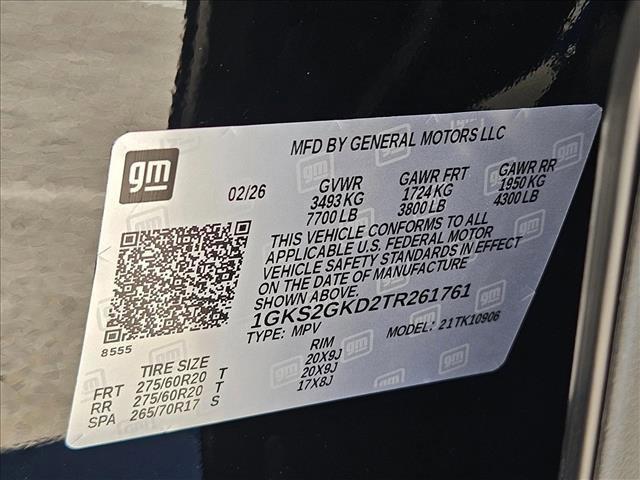 MFD BY GENERAL MOTORS LLC
gm
02/26
GVWR
3493 KG
7700 LB
GAWR FRT
1724 KG
3800 LB
GAWR RR
1950 KG
4300 LB
THIS VEHICLE CONFORMS TO ALL
APPLICABLE U.S. FEDERAL MOTOR
VEHICLE SAFETY STANDARDS IN EFFECT
ON THE DATE OF MANUFACTURE
SHOWN ABOVE.
1GKS2GKD2TR261761
TYPE: MPV
MODEL: 21TK10906
8555
TIRE SIZE RIM
FRT 275/60R20 T 20X9J
RR 275/60R20 T 20X9J
SPA 265/70R17 S 17X8J